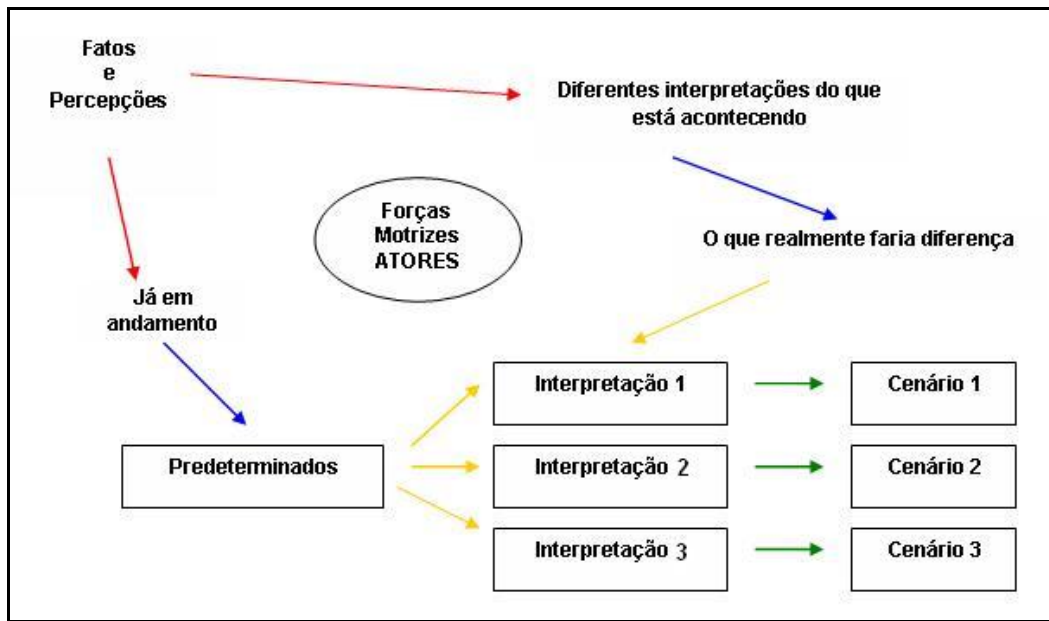 Fatos
e
Percepções
Diferentes interpretações do que
está acontecendo
Forças
Motrizes
ATORES
O que realmente faria diferença
Já em
andamento
Interpretação 1
Cenário 1
Predeterminados
Interpretação 2
Cenário 2
Interpretação 3
Cenário 3